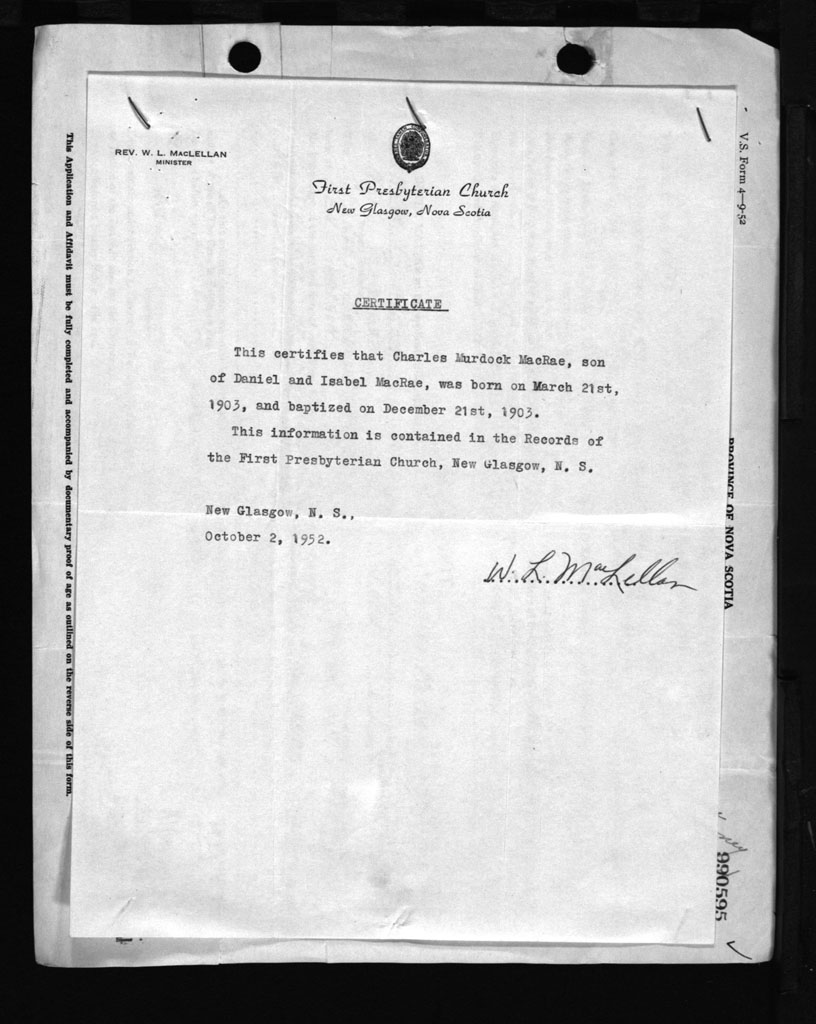 REV. W. L. MACLELLAN
MINISTER
First Presbyterian Church
New Glasgow, Nova Scotia
CERTIFICATE
This certifies that Charles Murdock MacRae, son
of Daniel and Isabel MacRae, was born on March 21st,
1903, and baptized on December 21st, 1903.
This information is contained in the Records of
the First Presbyterian Church, New Glasgow, N. S.
New Glasgow, N. S.,
October 2, 1952.
W. L. MacLellan
This Application and Affidavit must be fully completed and accompanied by documentary proof of age as outlined on the reverse side of this form.
V.S. Form 4—9-52
PROVINCE OF NOVA SCOTIA
990595